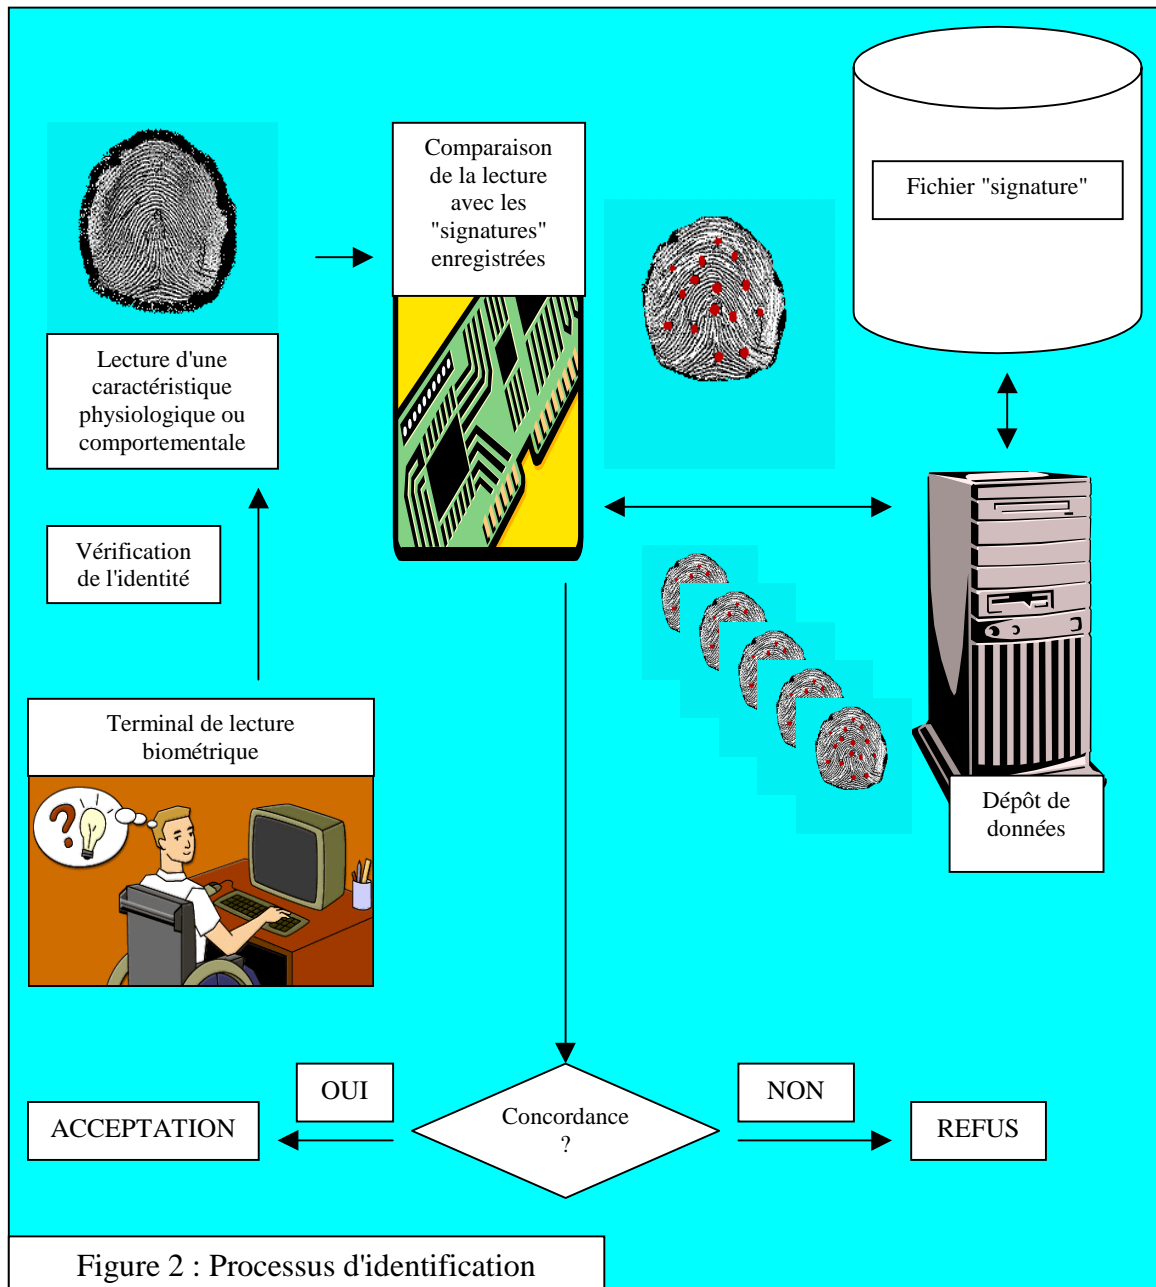 Comparaison
de la lecture
avec les
"signatures"
enregistrées
Fichier "signature"
Lecture d'une
caractéristique
physiologique ou
comportementale
Vérification
de l'identité
Terminal de lecture
biométrique
?
Dépôt de
données
OUI
NON
Concordance
?
ACCEPTATION
REFUS
Figure 2 : Processus d'identification